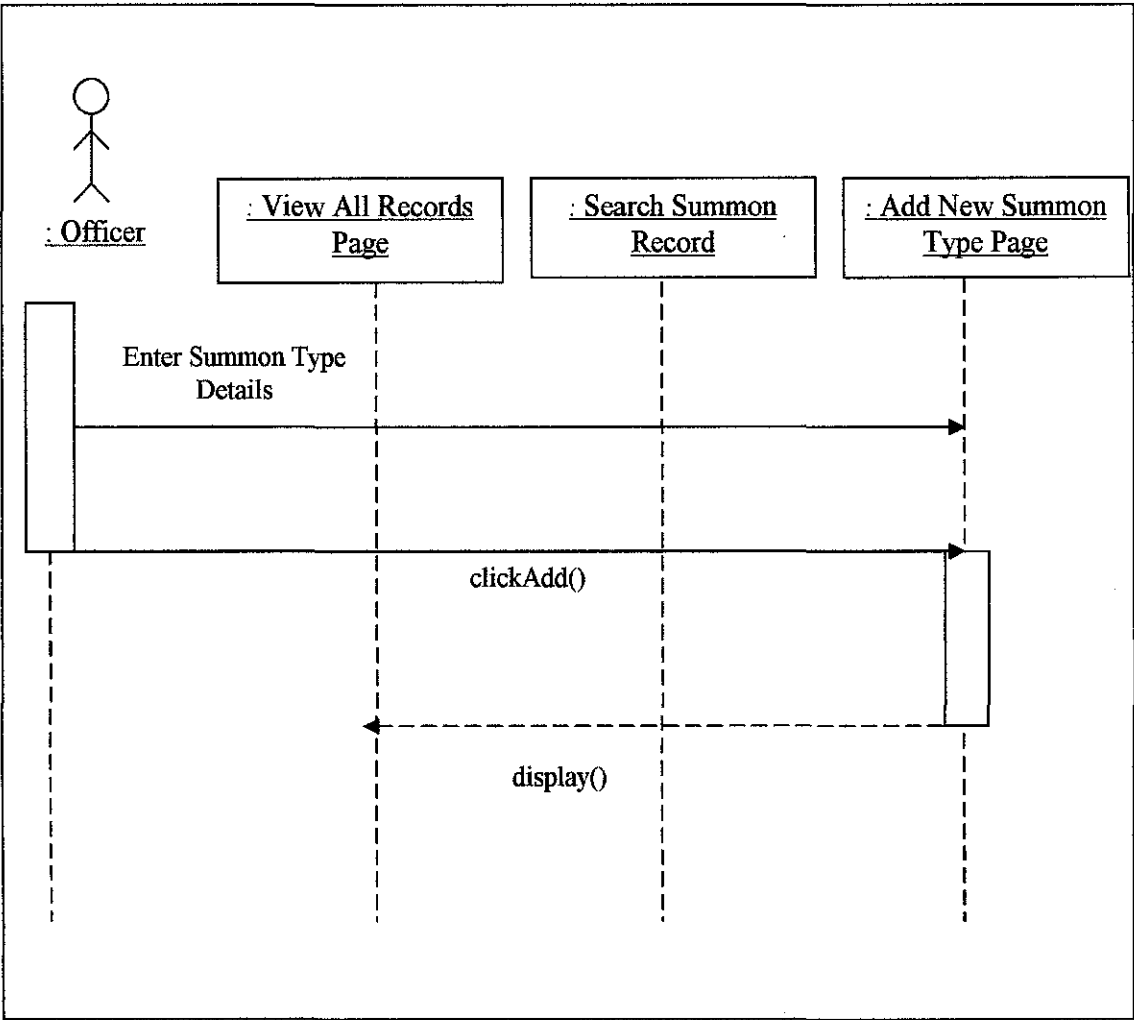 : Officer
: View All Records
Page
: Search Summon
Record
: Add New Summon
Type Page
Enter Summon Type
Details
clickAdd()
display()